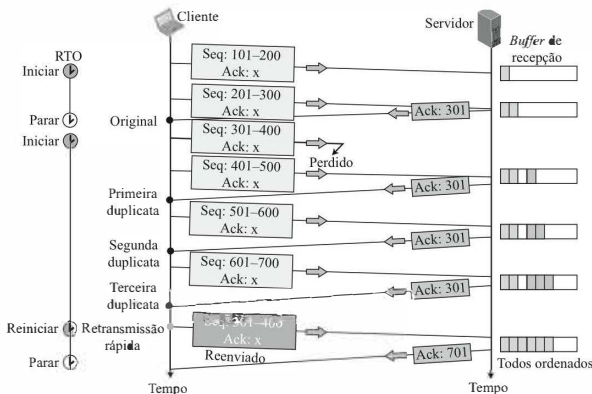 Cliente
Servidor
Buffer de
recepção
RTO
Iniciar
Seq: 101–200
Ack: x
Seq: 201–300
Ack: x
Ack: 301
Parar
Original
Iniciar
Seq: 301–400
Ack: x
Perdido
Seq: 401–500
Ack: x
Ack: 301
Primeira
duplicata
Seq: 501–600
Ack: x
Ack: 301
Segunda
duplicata
Seq: 601–700
Ack: x
Ack: 301
Terceira
duplicata
Reiniciar
Retransmissão
rápida
Seq: 301–400
Ack: x
Reenviado
Parar
Ack: 701
Todos ordenados
Tempo
Tempo